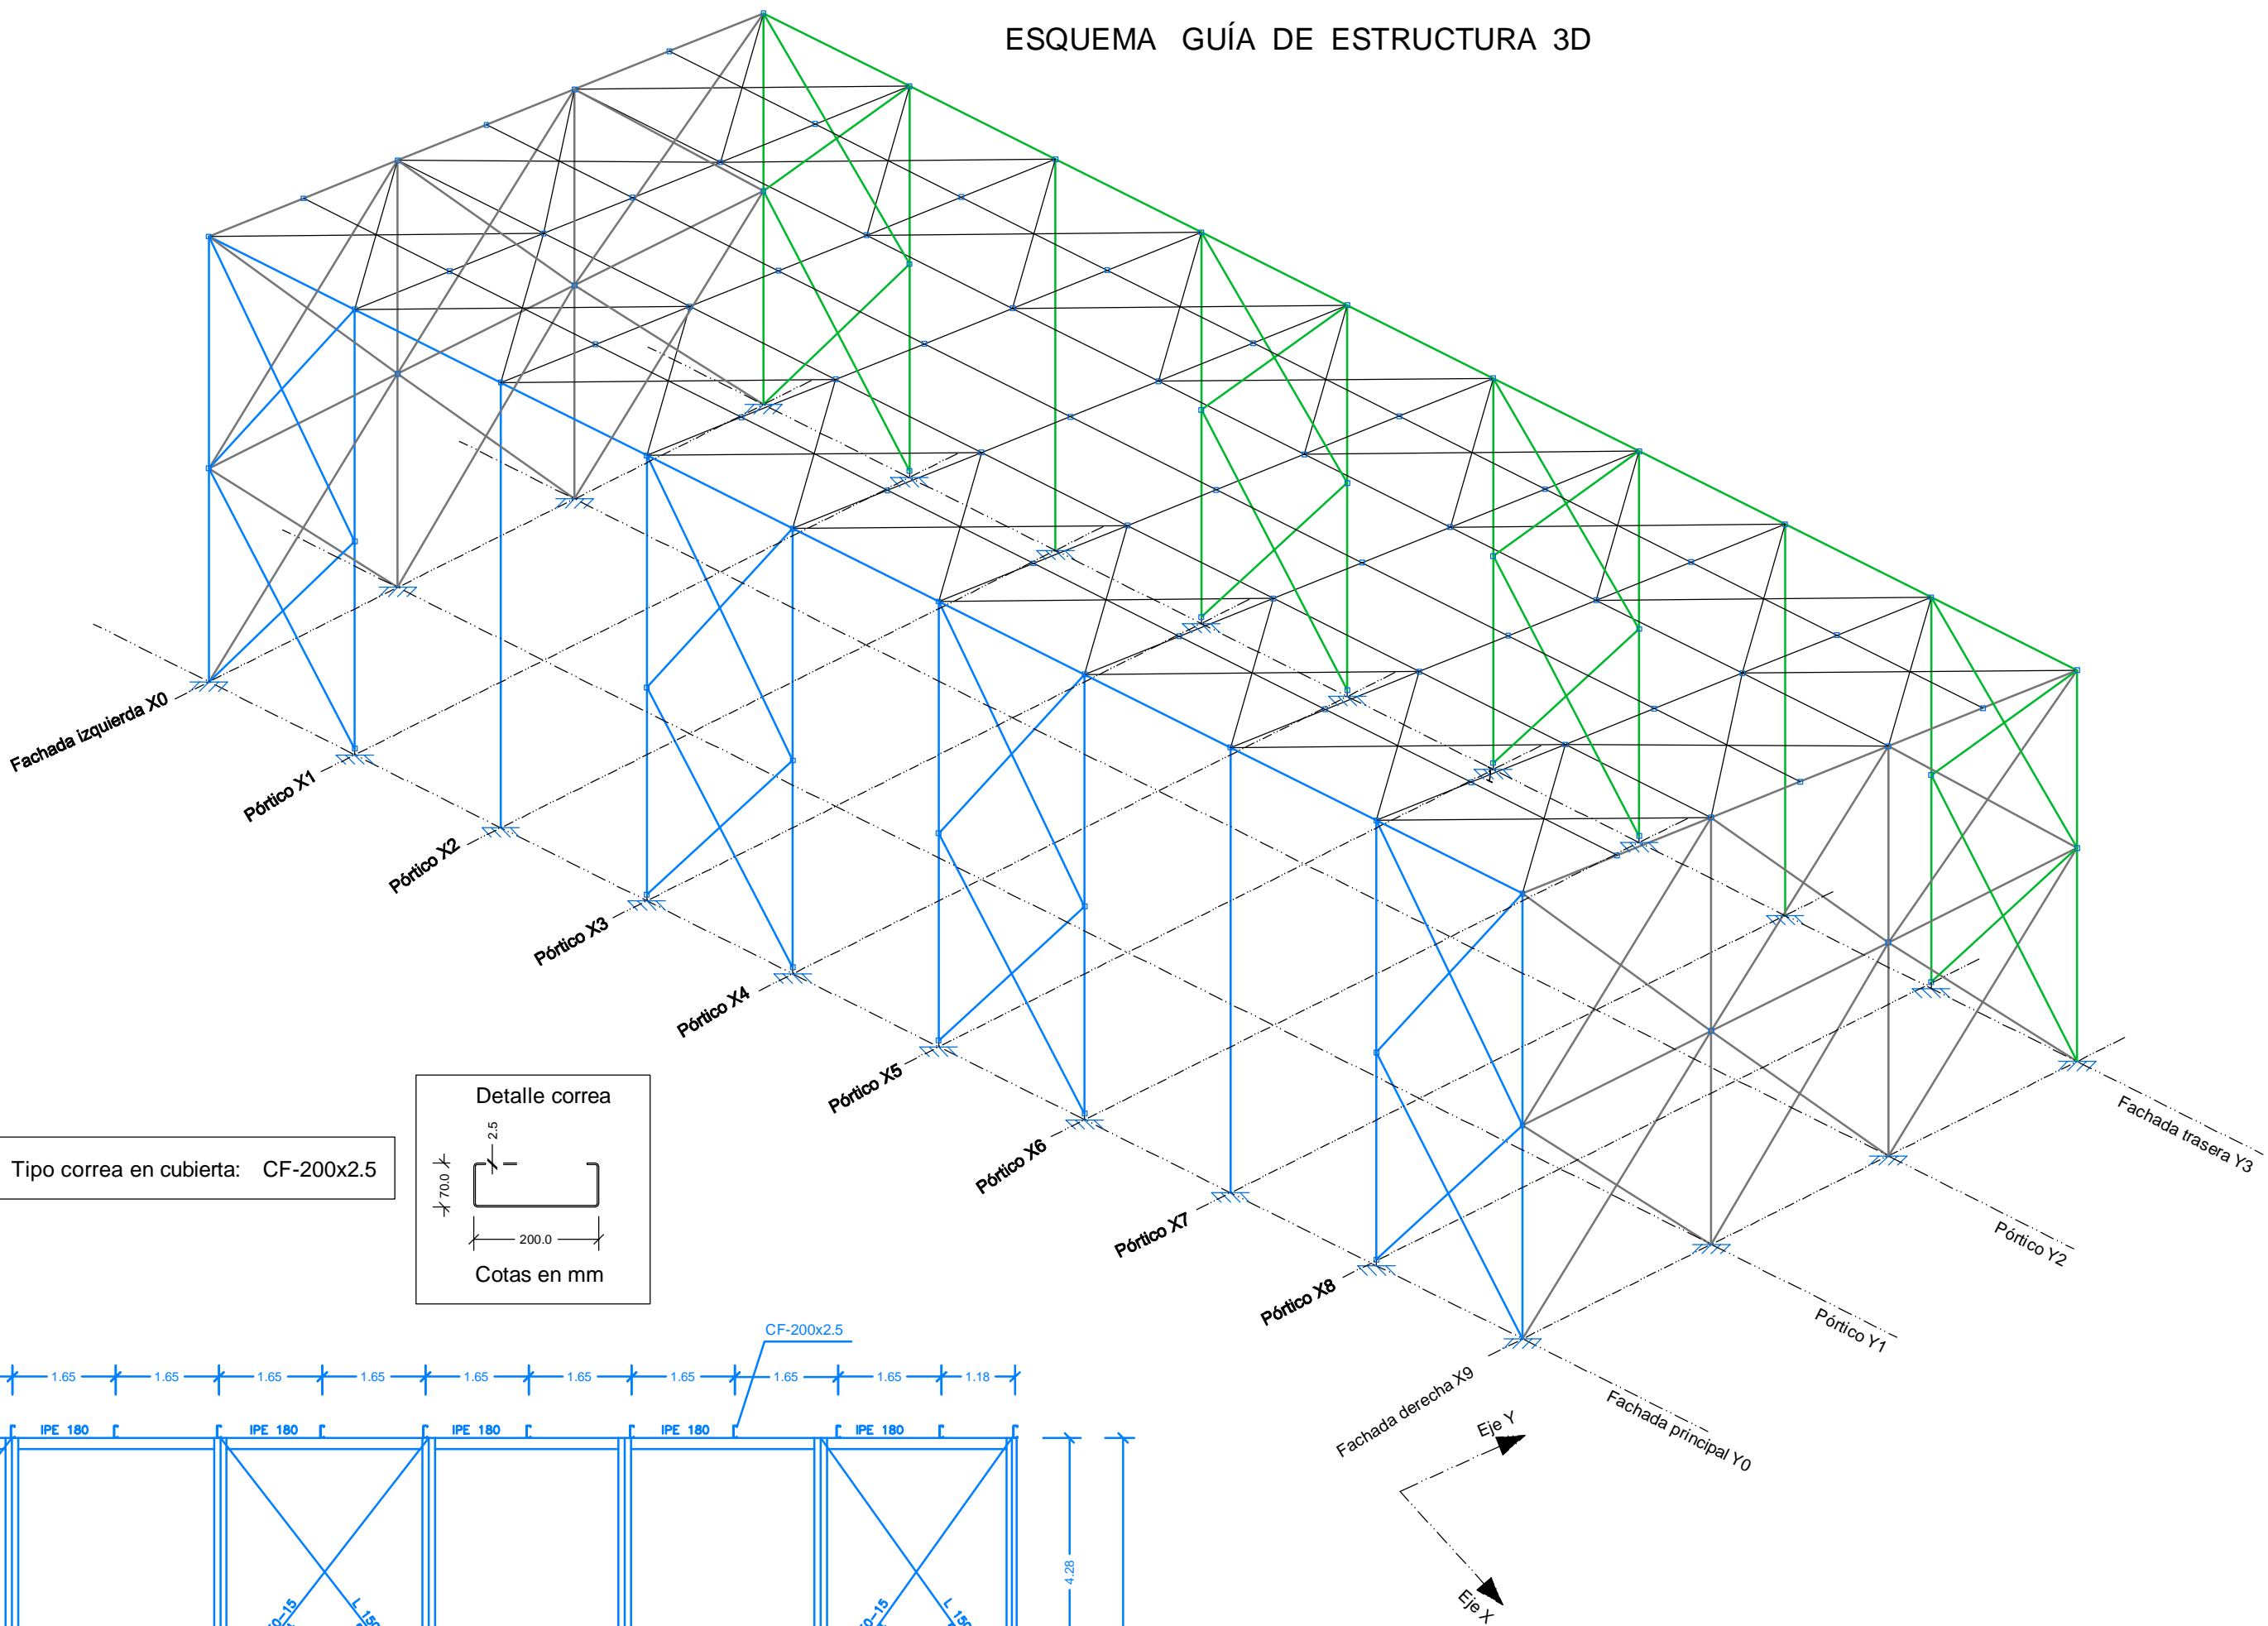 ESQUEMA GUÍA DE ESTRUCTURA 3D
Fachada izquierda X0
Pórtico X1
Pórtico X2
Pórtico X3
Pórtico X4
Pórtico X5
Pórtico X6
Pórtico X7
Pórtico X8
Fachada derecha X9
Fachada principal Y0
Pórtico Y1
Pórtico Y2
Fachada trasera Y3
Eje Y
Eje X
Detalle correa
2.5
70.0
200.0
Cotas en mm
Tipo correa en cubierta: CF-200x2.5
CF-200x2.5
1.65 1.65 1.65 1.65 1.65 1.65 1.65 1.65 1.65 1.18
IPE 180 IPE 180 IPE 180 IPE 180 IPE 180
4.28